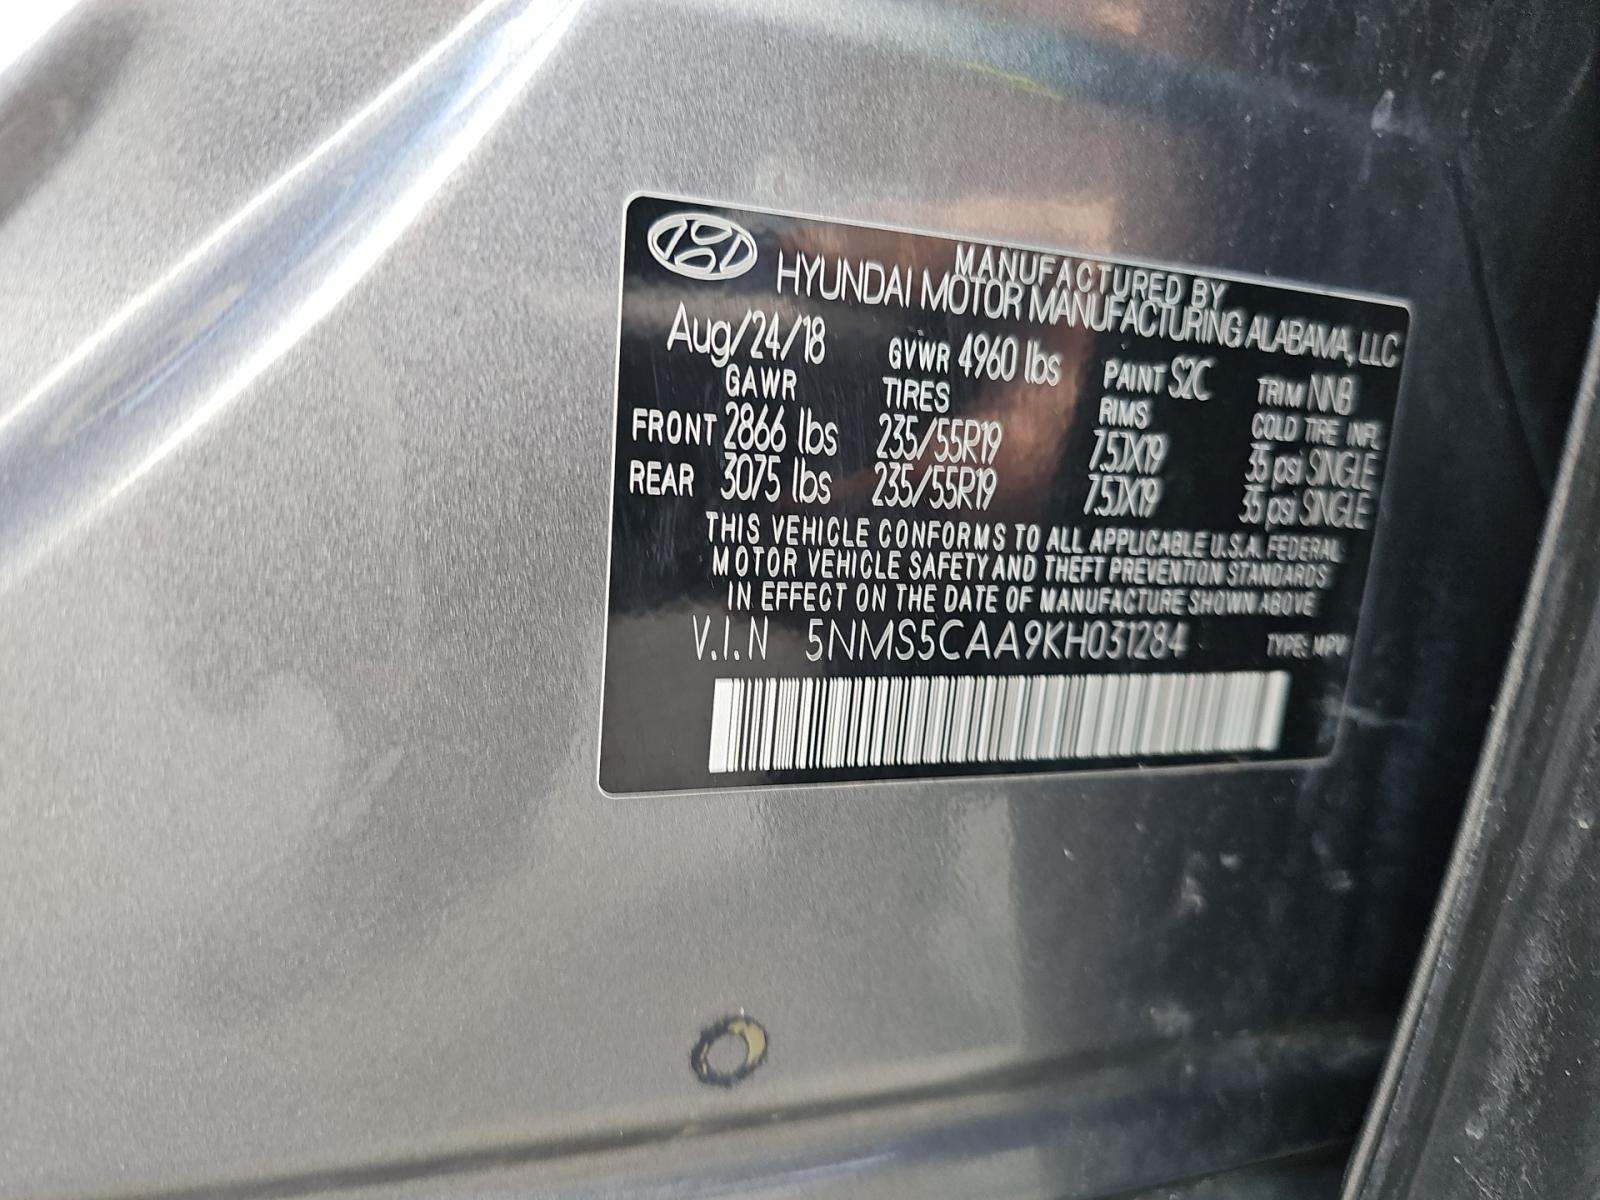 MANUFACTURED BY
HYUNDAI MOTOR MANUFACTURING ALABAMA, LLC
Aug/24/18 GVWR 4960 lbs PAINT S2C TRIM NNB
GAWR TIRES RIMS COLD TIRE INFL
FRONT 2866 lbs 235/55R19 7.5JX19 35 psi SINGLE
REAR 3075 lbs 235/55R19 7.5JX19 35 psi SINGLE
THIS VEHICLE CONFORMS TO ALL APPLICABLE U.S.A. FEDERAL
MOTOR VEHICLE SAFETY AND THEFT PREVENTION STANDARDS
IN EFFECT ON THE DATE OF MANUFACTURE SHOWN ABOVE
V.I.N 5NMS5CAA9KH031284 TYPE: MPV